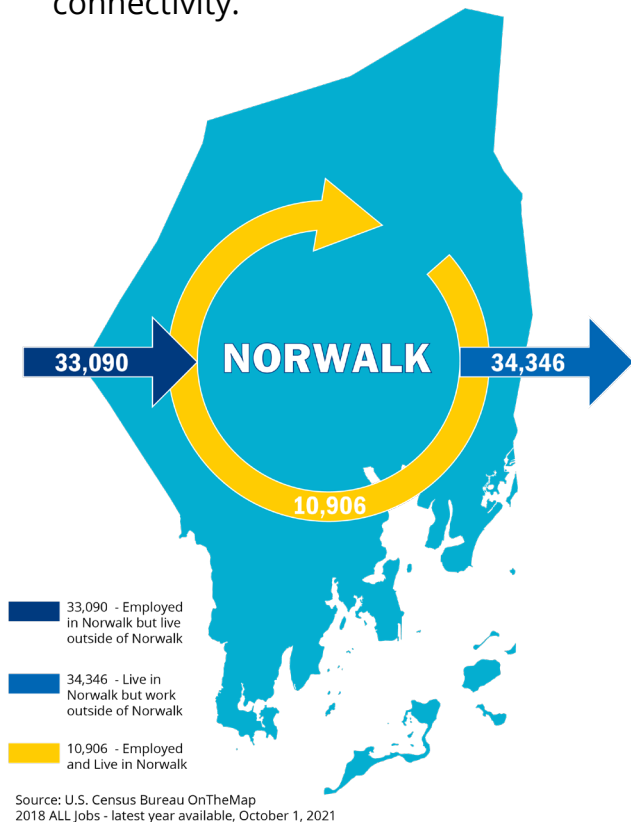 connectivity.
33,090
NORWALK
34,346
10,906
33,090 - Employed
in Norwalk but live
outside of Norwalk
34,346 - Live in
Norwalk but work
outside of Norwalk
10,906 - Employed
and Live in Norwalk
Source: U.S. Census Bureau OnTheMap
2018 ALL Jobs - latest year available, October 1, 2021